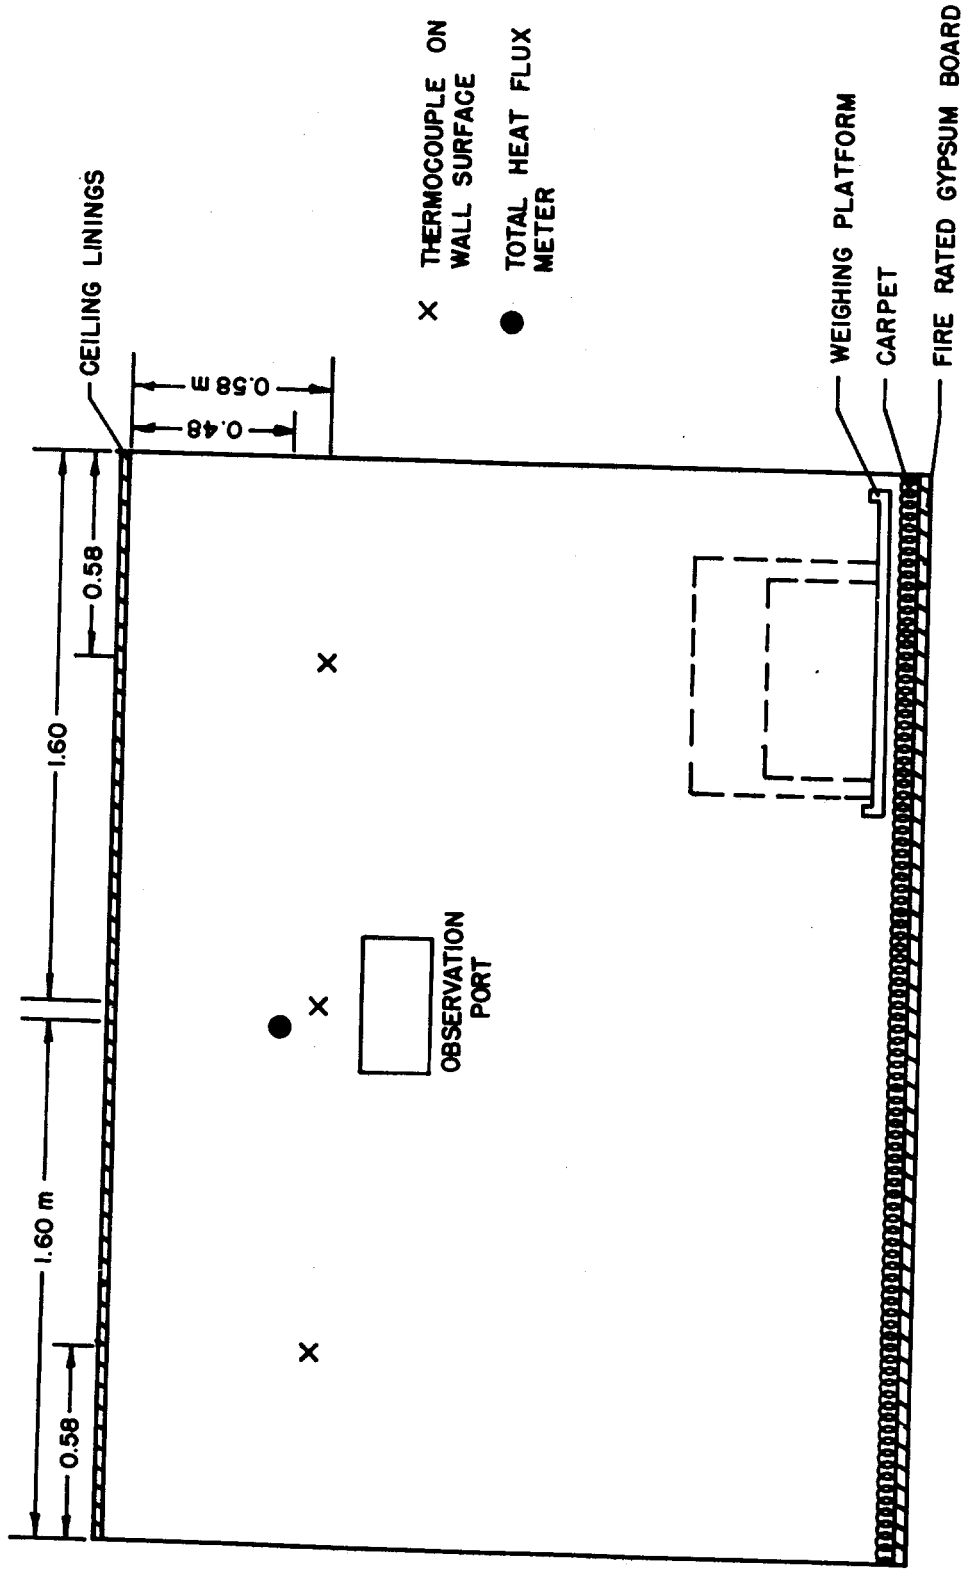 0.58
1.60 m
1.60
0.58
CEILING LININGS
0.48
0.58 m
× THERMOCOUPLE ON
WALL SURFACE
● TOTAL HEAT FLUX
METER
OBSERVATION
PORT
WEIGHING PLATFORM
CARPET
FIRE RATED GYPSUM BOARD